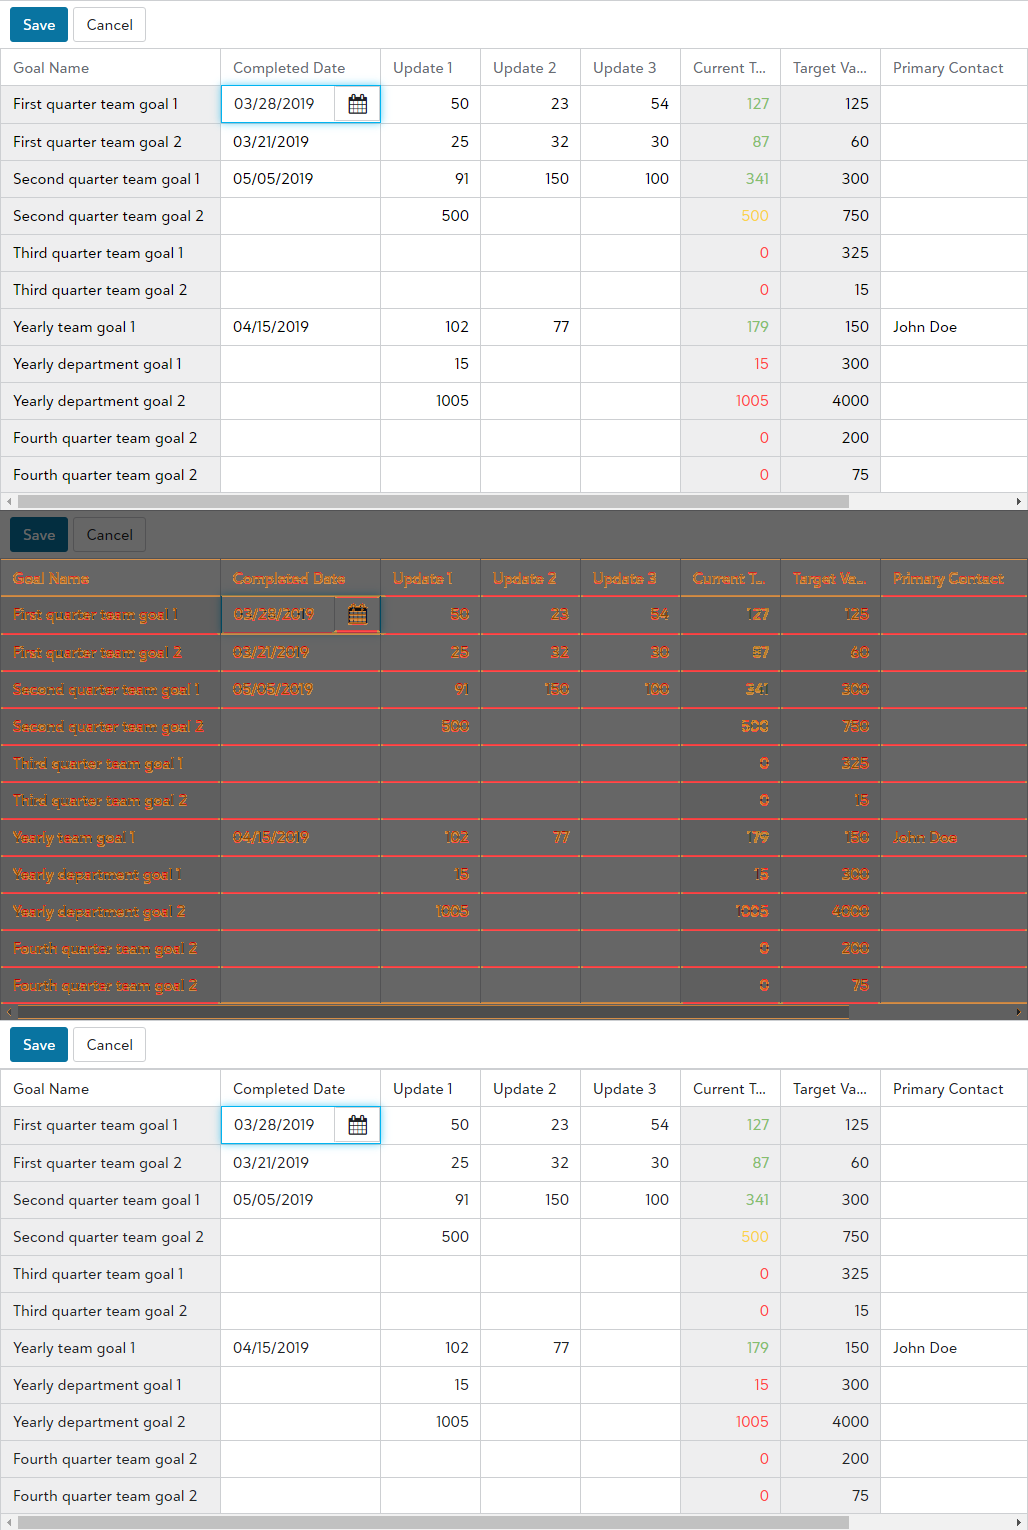 Save Cancel
Goal Name Completed Date Update 1 Update 2 Update 3 Current T... Target Va... Primary Contact
First quarter team goal 1 03/28/2019 50 23 54 127 125
First quarter team goal 2 03/21/2019 25 32 30 87 60
Second quarter team goal 1 05/05/2019 91 150 100 341 300
Second quarter team goal 2 500 500 750
Third quarter team goal 1 0 325
Third quarter team goal 2 0 15
Yearly team goal 1 04/15/2019 102 77 179 150 John Doe
Yearly department goal 1 15 15 300
Yearly department goal 2 1005 1005 4000
Fourth quarter team goal 2 0 200
Fourth quarter team goal 2 0 75
Save Cancel
Goal Name Completed Date Update 1 Update 2 Update 3 Current T... Target Va... Primary Contact
First quarter team goal 1 03/28/2019 50 23 54 127 125
First quarter team goal 2 03/21/2019 25 32 30 87 60
Second quarter team goal 1 05/05/2019 91 150 100 341 300
Second quarter team goal 2 500 500 750
Third quarter team goal 1 0 325
Third quarter team goal 2 0 15
Yearly team goal 1 04/15/2019 102 77 179 150 John Doe
Yearly department goal 1 15 15 300
Yearly department goal 2 1005 1005 4000
Fourth quarter team goal 2 0 200
Fourth quarter team goal 2 0 75
Save Cancel
Goal Name Completed Date Update 1 Update 2 Update 3 Current T... Target Va... Primary Contact
First quarter team goal 1 03/28/2019 50 23 54 127 125
First quarter team goal 2 03/21/2019 25 32 30 87 60
Second quarter team goal 1 05/05/2019 91 150 100 341 300
Second quarter team goal 2 500 500 750
Third quarter team goal 1 0 325
Third quarter team goal 2 0 15
Yearly team goal 1 04/15/2019 102 77 179 150 John Doe
Yearly department goal 1 15 15 300
Yearly department goal 2 1005 1005 4000
Fourth quarter team goal 2 0 200
Fourth quarter team goal 2 0 75